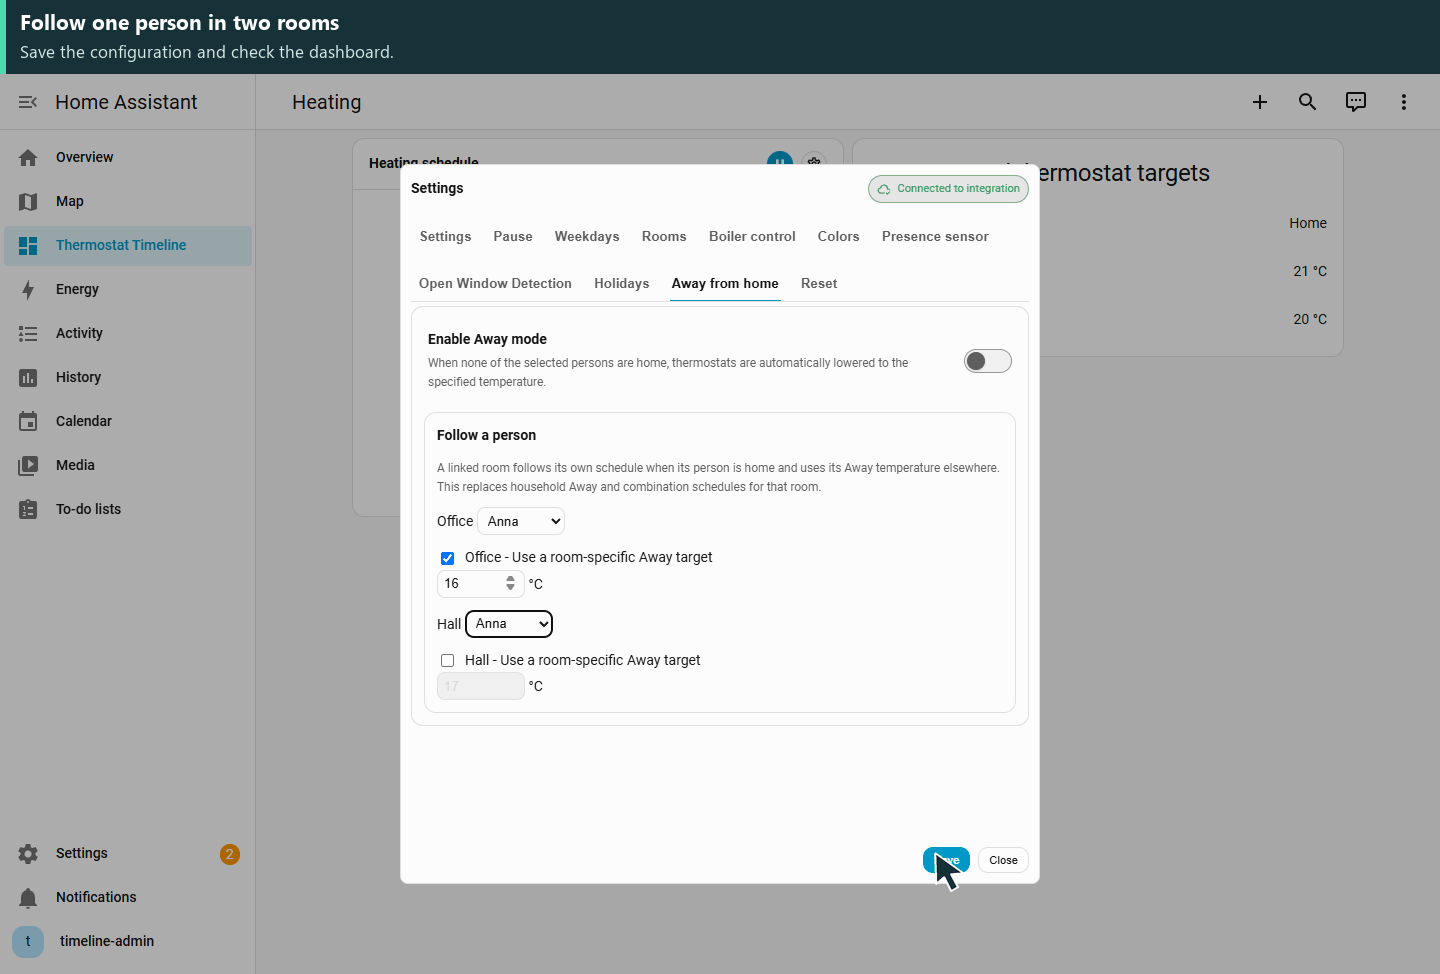 Follow one person in two rooms
Save the configuration and check the dashboard.
Home Assistant
Heating
Overview
Map
Thermostat Timeline
Energy
Activity
History
Calendar
Media
To-do lists
Settings
2
Notifications
t
timeline-admin
Heating schedule
ermostat targets
Home
21 °C
20 °C
Settings
Connected to integration
Settings Pause Weekdays Rooms Boiler control Colors Presence sensor
Open Window Detection Holidays Away from home Reset
Enable Away mode
When none of the selected persons are home, thermostats are automatically lowered to the
specified temperature.
Follow a person
A linked room follows its own schedule when its person is home and uses its Away temperature elsewhere.
This replaces household Away and combination schedules for that room.
Office Anna
Office - Use a room-specific Away target
16 °C
Hall Anna
Hall - Use a room-specific Away target
17 °C
Close